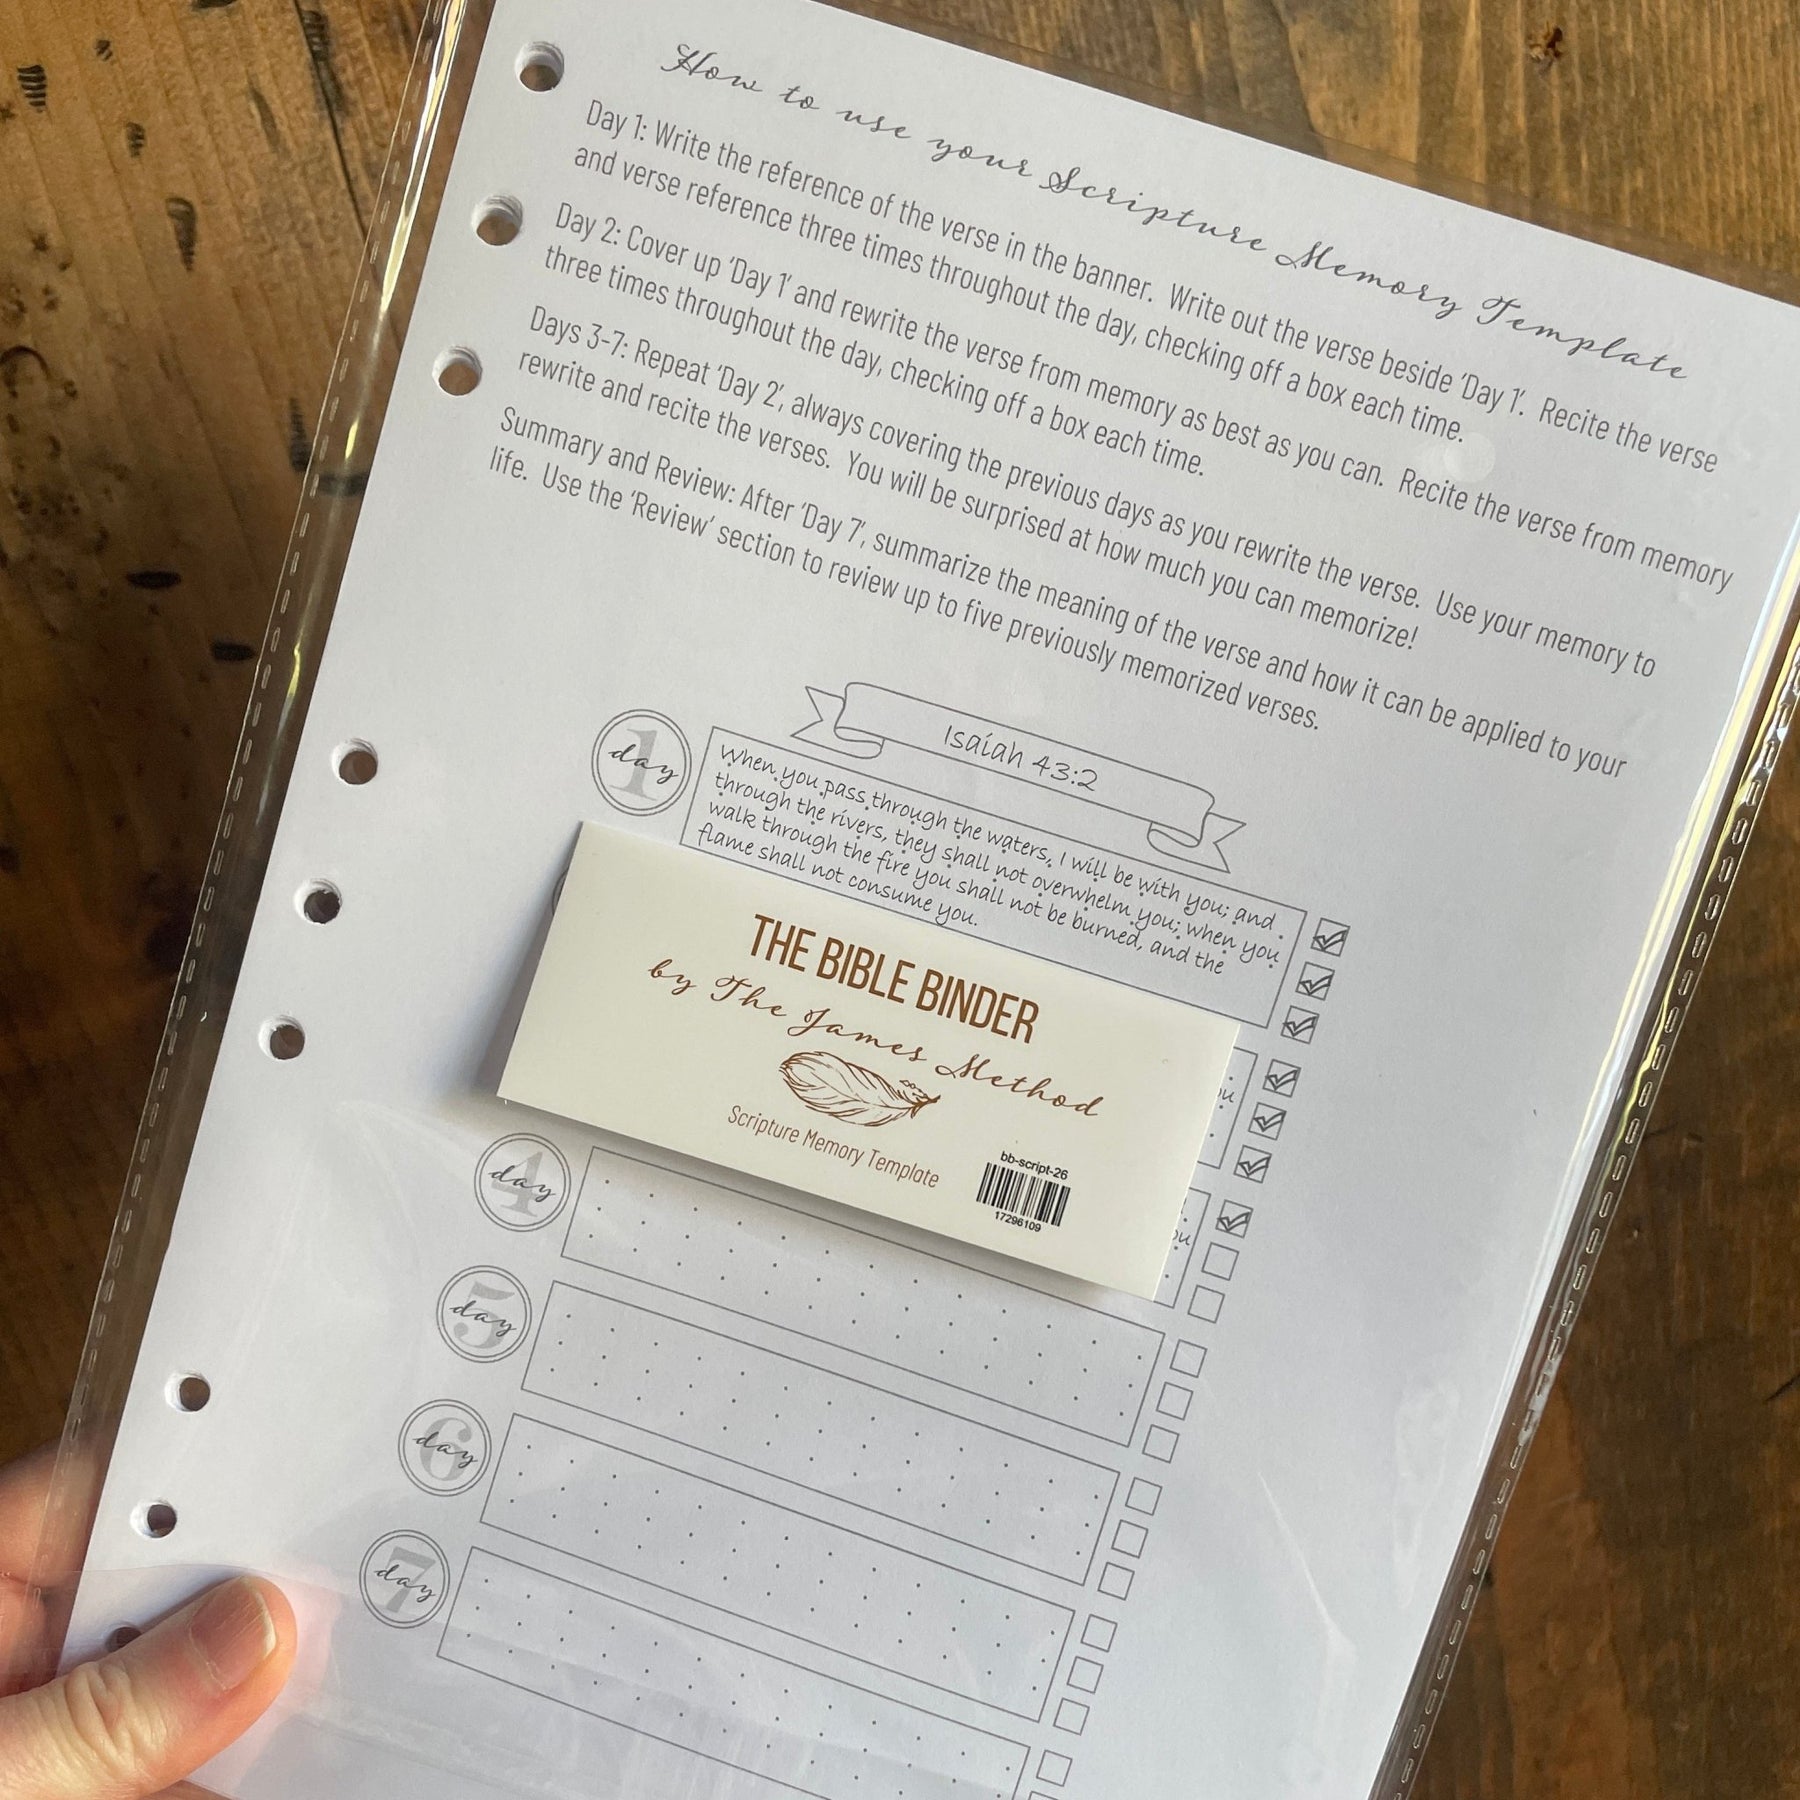 How to use your Scripture Memory Template
Day 1: Write the reference of the verse in the banner. Write out the verse beside 'Day 1'. Recite the verse
and verse reference three times throughout the day, checking off a box each time.
Day 2: Cover up 'Day 1' and rewrite the verse from memory as best as you can. Recite the verse from memory
three times throughout the day, checking off a box each time.
Days 3-7: Repeat 'Day 2', always covering the previous days as you rewrite the verse. Use your memory to
rewrite and recite the verses. You will be surprised at how much you can memorize!
Summary and Review: After 'Day 7', summarize the meaning of the verse and how it can be applied to your
life. Use the 'Review' section to review up to five previously memorized verses.
Isaiah 43:2
day 1
When you pass through the waters, I will be with you; and
through the rivers, they shall not overwhelm you; when you
walk through the fire you shall not be burned, and the
flame shall not consume you.
THE BIBLE BINDER
by The James Method
Scripture Memory Template
bb-script-26
17296109
day 4
day 5
day 6
day 7